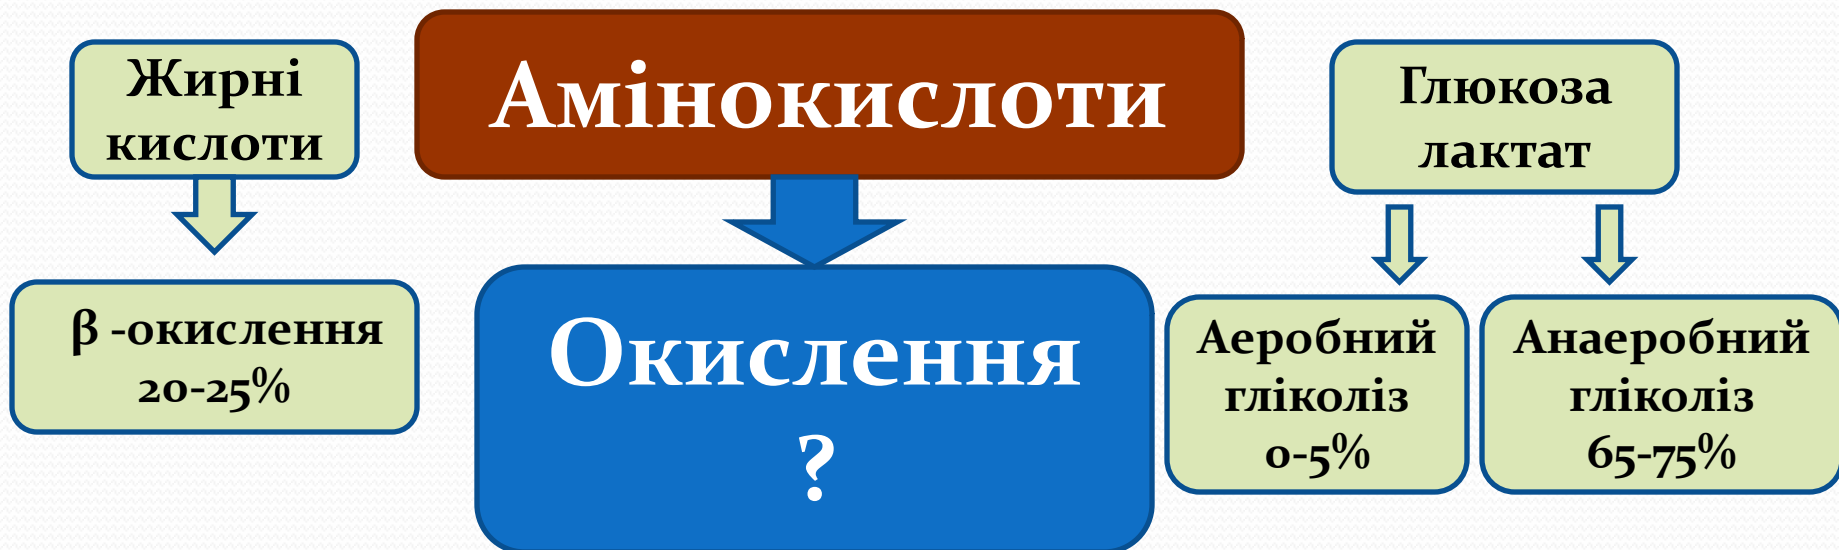 Жирні
кислоти
Амінокислоти
Глюкоза
лактат
β -окислення
20-25%
Окислення
?
Аеробний
гліколіз
0-5%
Анаеробний
гліколіз
65-75%